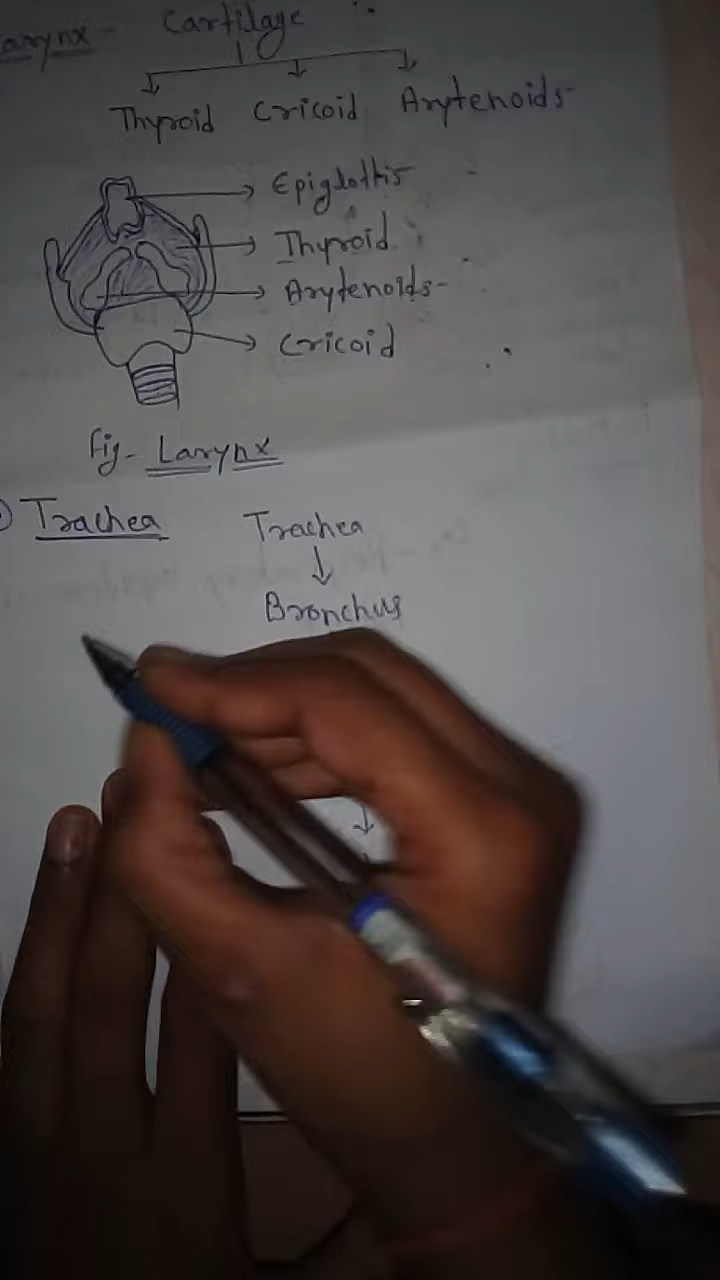 Larynx - Cartilage
Thyroid Cricoid Arytenoids-
Epiglottis
Thyroid
Arytenoids-
Cricoid
Fig- Larynx
Trachea
Trachea
Bronchus